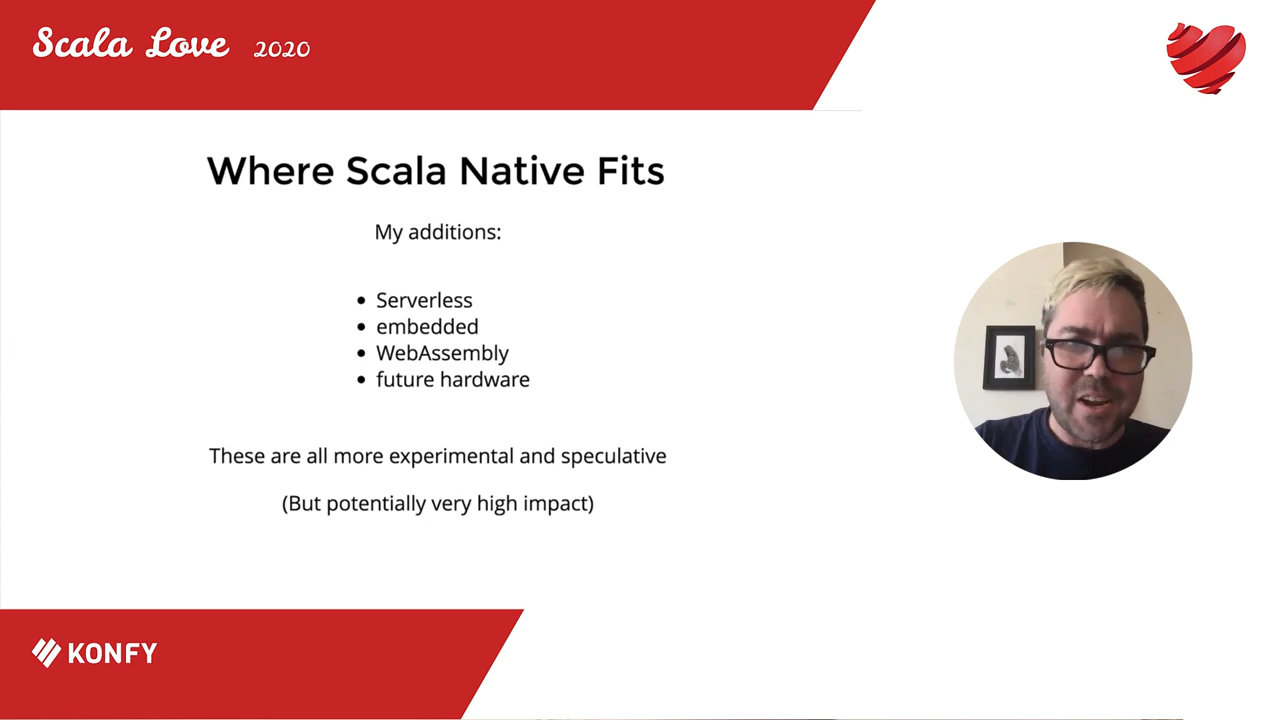 Scala Love 2020
Where Scala Native Fits
My additions:
• Serverless
• embedded
• WebAssembly
• future hardware
These are all more experimental and speculative
(But potentially very high impact)
KONFY